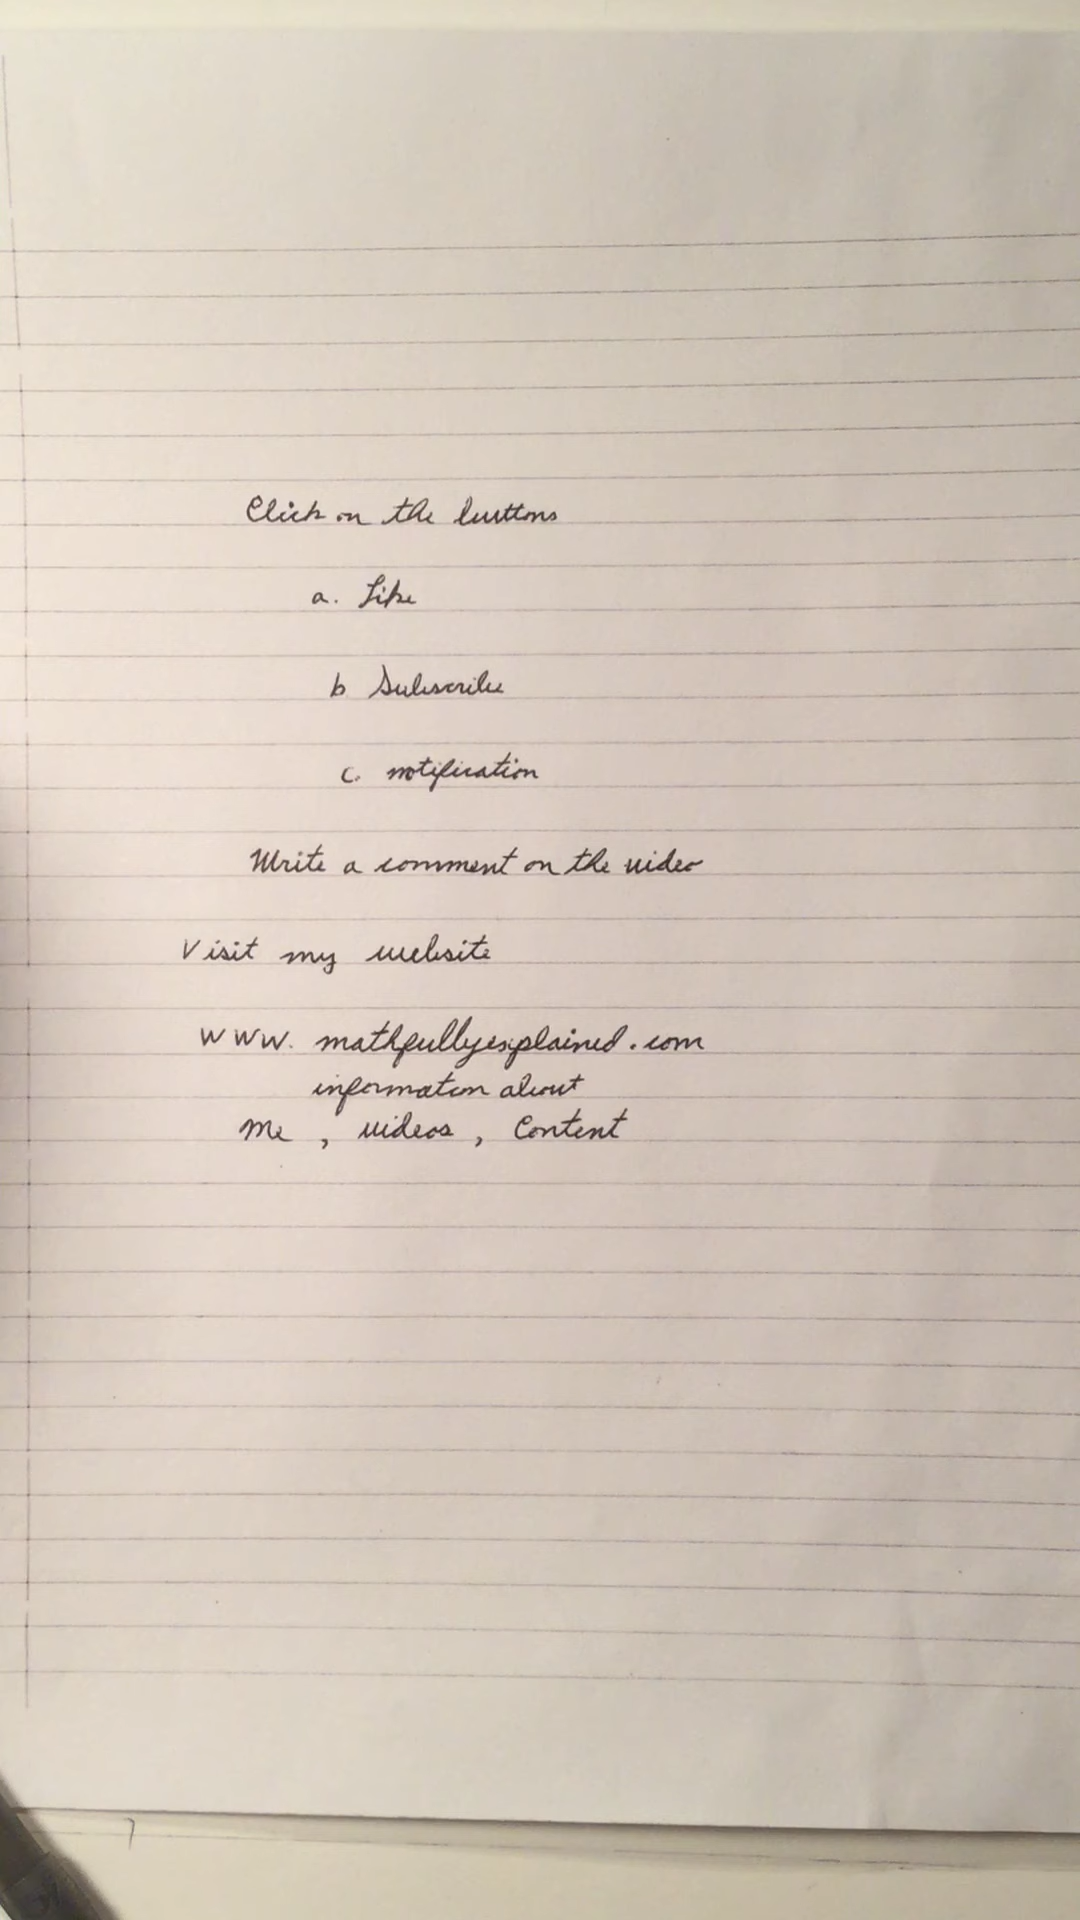 Click on the buttons
a. Like
b Subscribe
c. notification
Write a comment on the video
Visit my website
www. mathfullyexplained.com
information about
Me , videos , Content